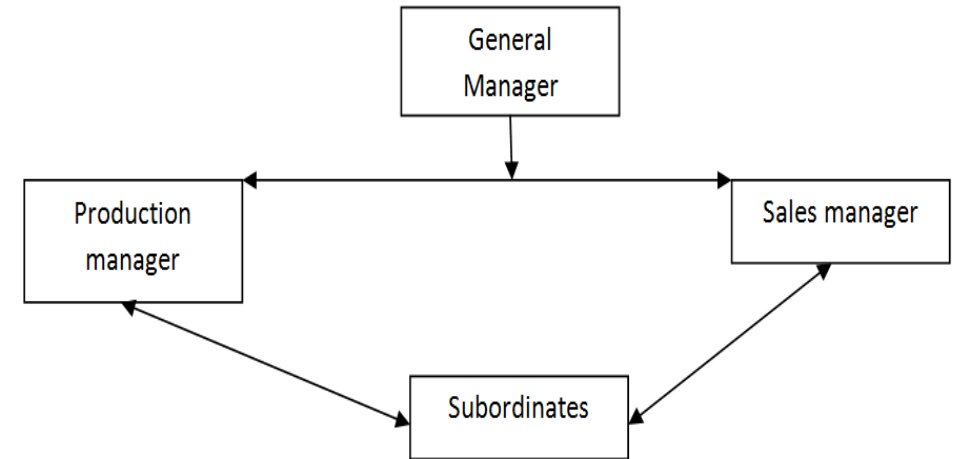 General
Manager
Production
manager
Sales manager
Subordinates